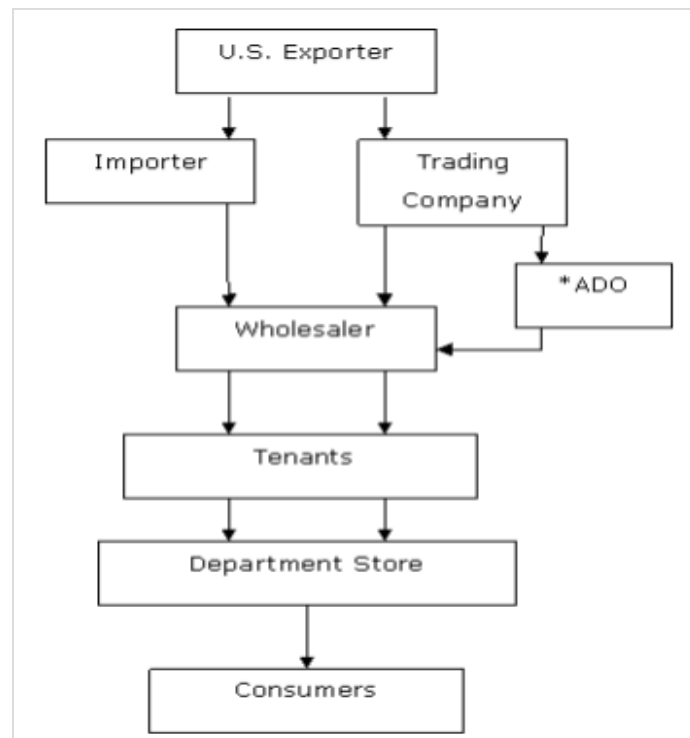 U.S. Exporter
Importer
Trading
Company
*ADO
Wholesaler
Tenants
Department Store
Consumers